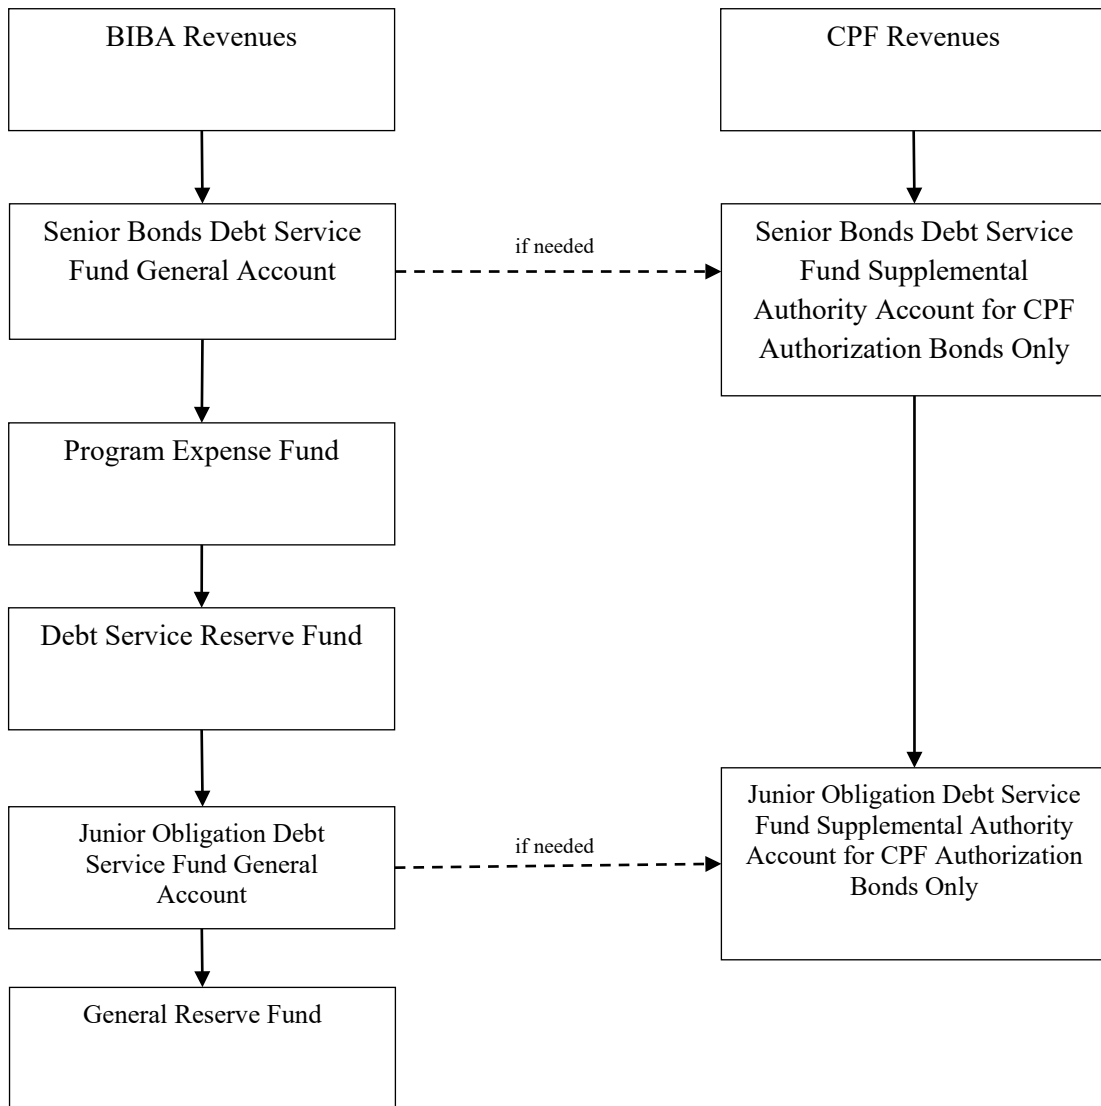 BIBA Revenues
CPF Revenues
Senior Bonds Debt Service
Fund General Account
if needed
Senior Bonds Debt Service
Fund Supplemental
Authority Account for CPF
Authorization Bonds Only
Program Expense Fund
Debt Service Reserve Fund
Junior Obligation Debt
Service Fund General
Account
if needed
Junior Obligation Debt Service
Fund Supplemental Authority
Account for CPF Authorization
Bonds Only
General Reserve Fund